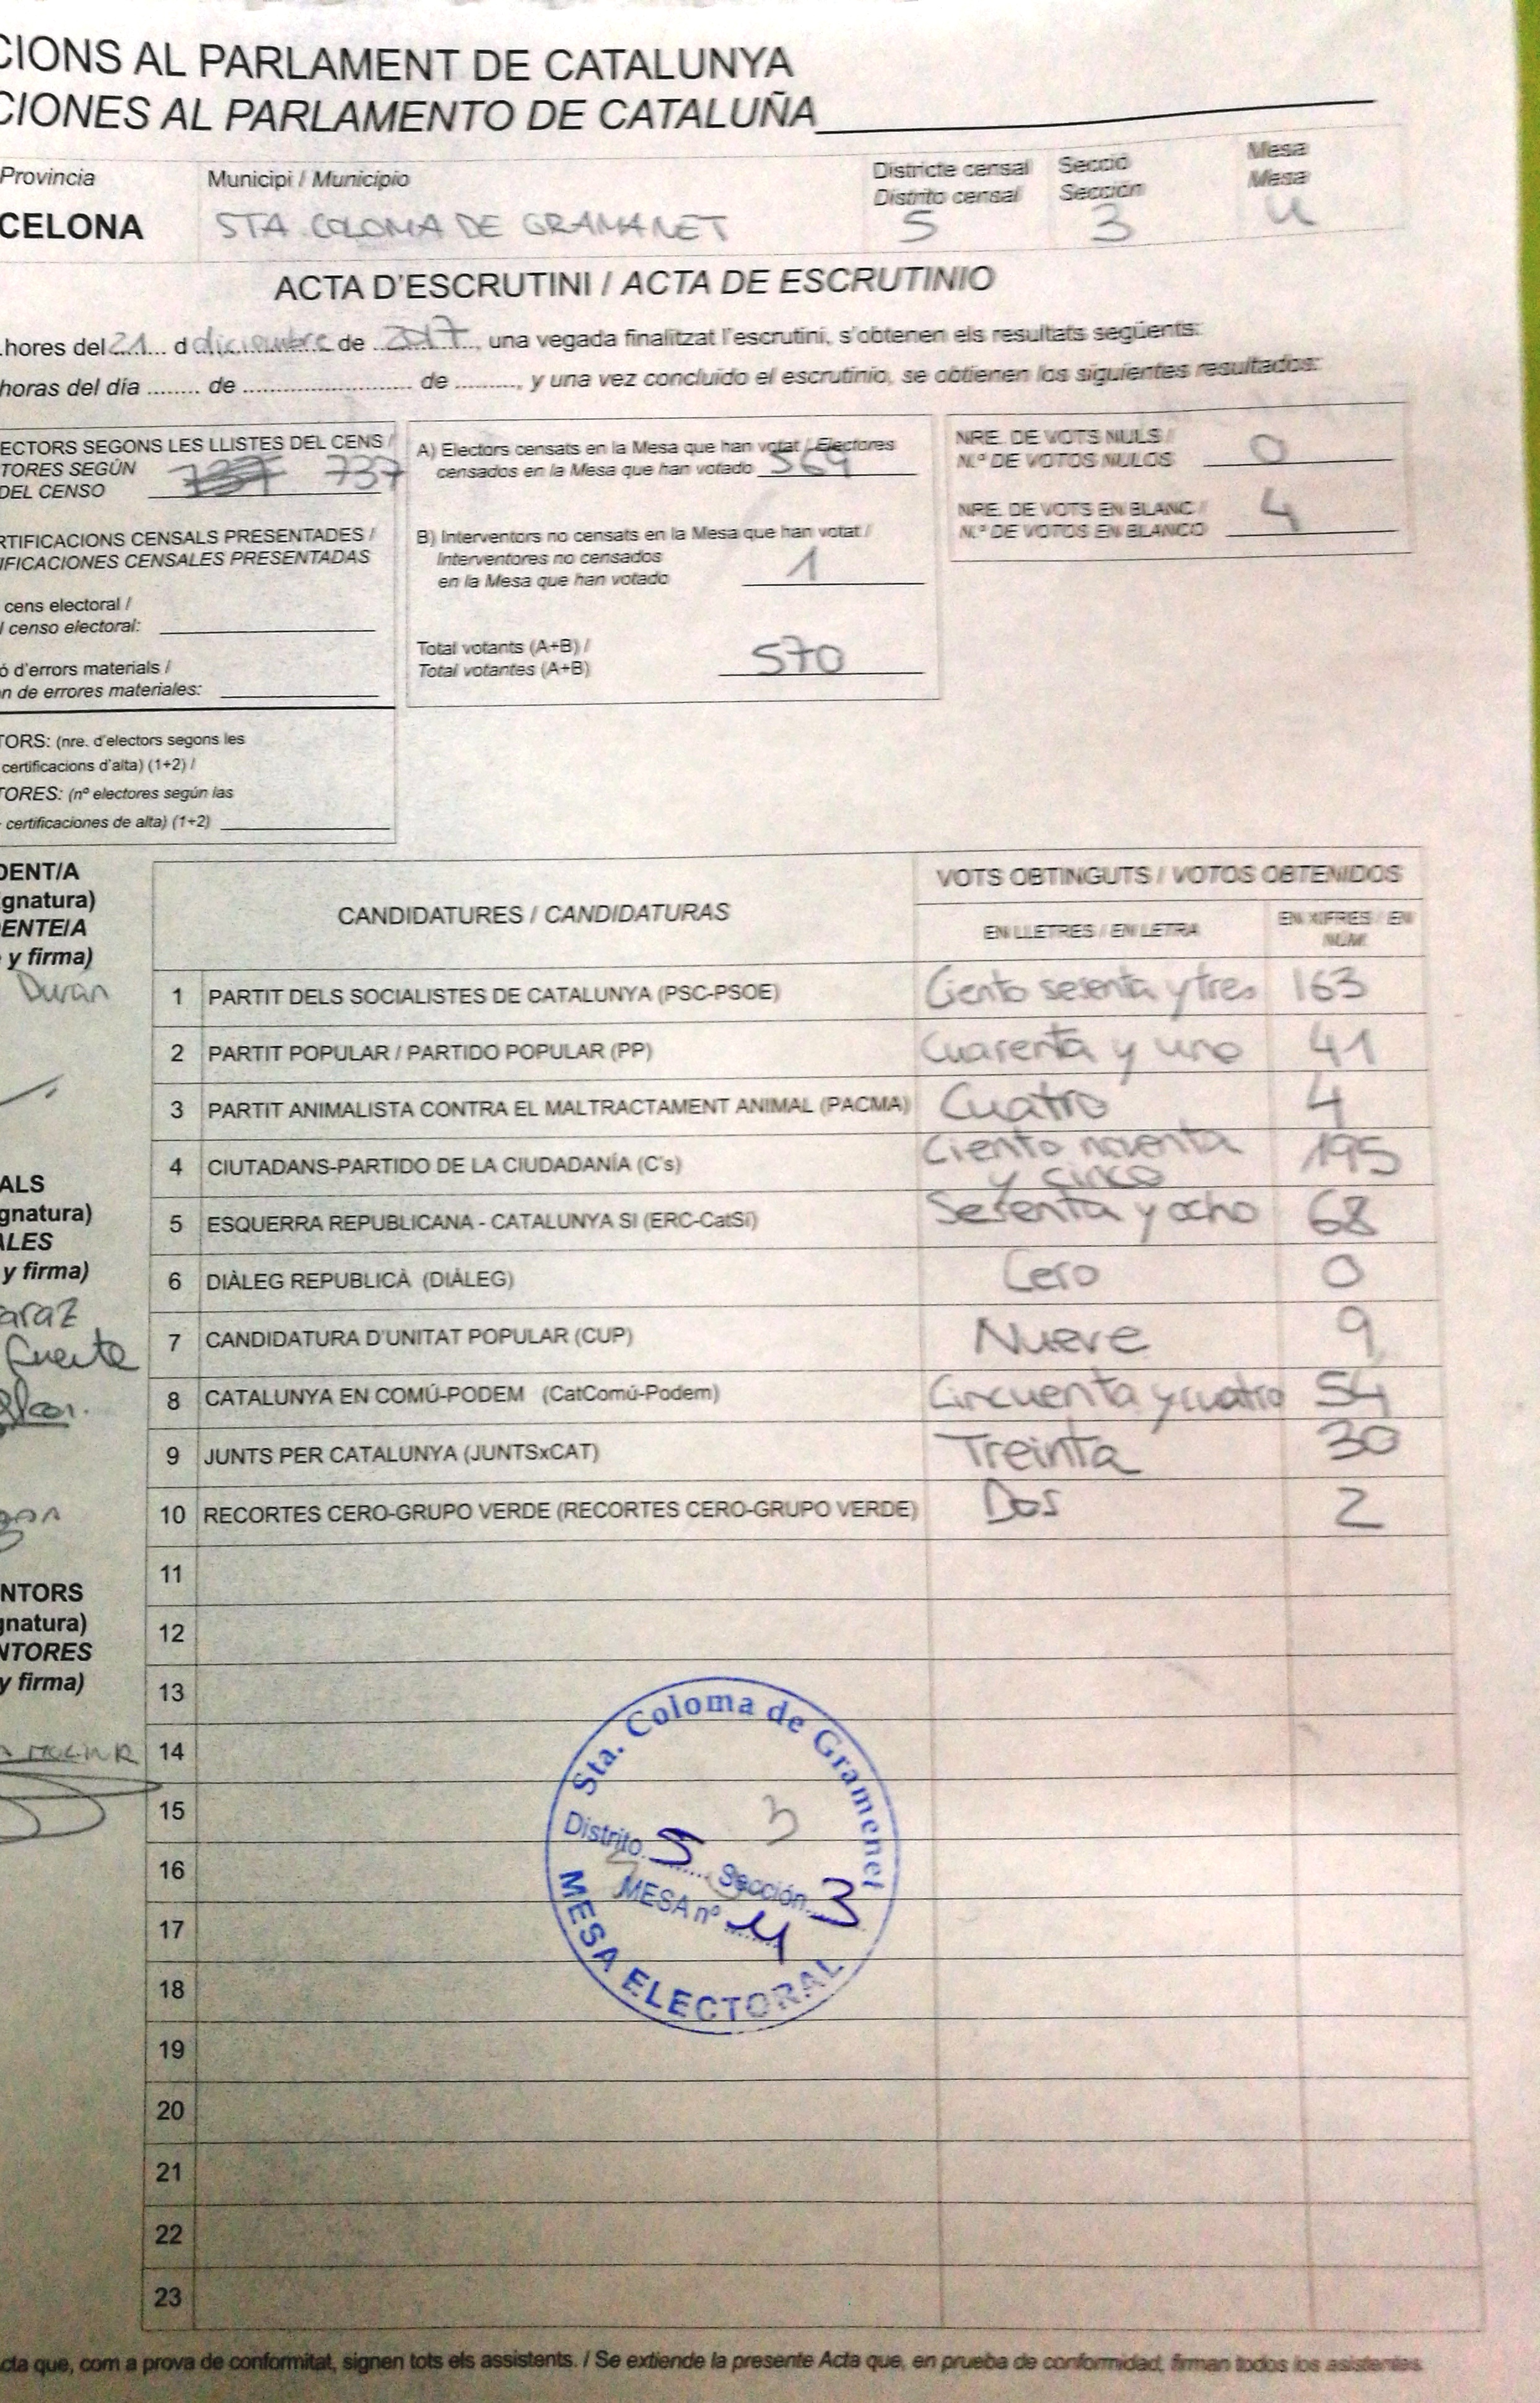 CIONS AL PARLAMENT DE CATALUNYA
CIONES AL PARLAMENTO DE CATALUÑA
Provincia Municipi / Municipio Districte censal Secció Mesa
Distrito censal Sección Mesa
CELONA STA COLOMA DE GRAMANET 5 3 U
ACTA D'ESCRUTINI / ACTA DE ESCRUTINIO
hores del 21 d diciembre de 2017, una vegada finalitzat l'escrutini, s'obtenen els resultats següents:
horas del día ........ de ............................ de ........., y una vez concluido el escrutinio, se obtienen los siguientes resultados:
ECTORS SEGONS LES LLISTES DEL CENS /
TORES SEGÚN
DEL CENSO 737 737
RTIFICACIONS CENSALS PRESENTADES /
IFICACIONES CENSALES PRESENTADAS
cens electoral /
l censo electoral:
ó d'errors materials /
n de errores materiales:
TORS: (nre. d'electors segons les
certificacions d'alta) (1+2) /
TORES: (nº electores según las
certificaciones de alta) (1+2)
A) Electors censats en la Mesa que han votat / Electores
censados en la Mesa que han votado 569
B) Interventors no censats en la Mesa que han votat /
Interventores no censados
en la Mesa que han votado 1
Total votants (A+B) /
Total votantes (A+B) 570
NRE. DE VOTS NULS /
N.º DE VOTOS NULOS 0
NRE. DE VOTS EN BLANC /
N.º DE VOTOS EN BLANCO 4
DENT/A
gnatura)
ENTE/A
y firma)
Duran
ALS
gnatura)
ALES
y firma)
araz
fuente
NTORS
gnatura)
NTORES
y firma)
CANDIDATURES / CANDIDATURAS VOTS OBTINGUTS / VOTOS OBTENIDOS
EN LLETRES / EN LETRA EN XIFRES / EN
NÚM.
1 PARTIT DELS SOCIALISTES DE CATALUNYA (PSC-PSOE) Ciento sesenta y tres 163
2 PARTIT POPULAR / PARTIDO POPULAR (PP) Cuarenta y uno 41
3 PARTIT ANIMALISTA CONTRA EL MALTRACTAMENT ANIMAL (PACMA) Cuatro 4
4 CIUTADANS-PARTIDO DE LA CIUDADANÍA (C's) Ciento noventa 195
y cinco
5 ESQUERRA REPUBLICANA - CATALUNYA SI (ERC-CatSí) Sesenta y ocho 68
6 DIÀLEG REPUBLICÀ (DIÀLEG) Cero 0
7 CANDIDATURA D'UNITAT POPULAR (CUP) Nueve 9
8 CATALUNYA EN COMÚ-PODEM (CatComú-Podem) Cincuenta y cuatro 54
9 JUNTS PER CATALUNYA (JUNTSxCAT) Treinta 30
10 RECORTES CERO-GRUPO VERDE (RECORTES CERO-GRUPO VERDE) Dos 2
11
12
13
14
15
16
17
18
19
20
21
22
23
Sta. Coloma de Gramenet
3
Distrito 5 Sección 3
MESA nº U
MESA ELECTORAL
cta que, com a prova de conformitat, signen tots els assistents. / Se extiende la presente Acta que, en prueba de conformidad, firman todos los asistentes